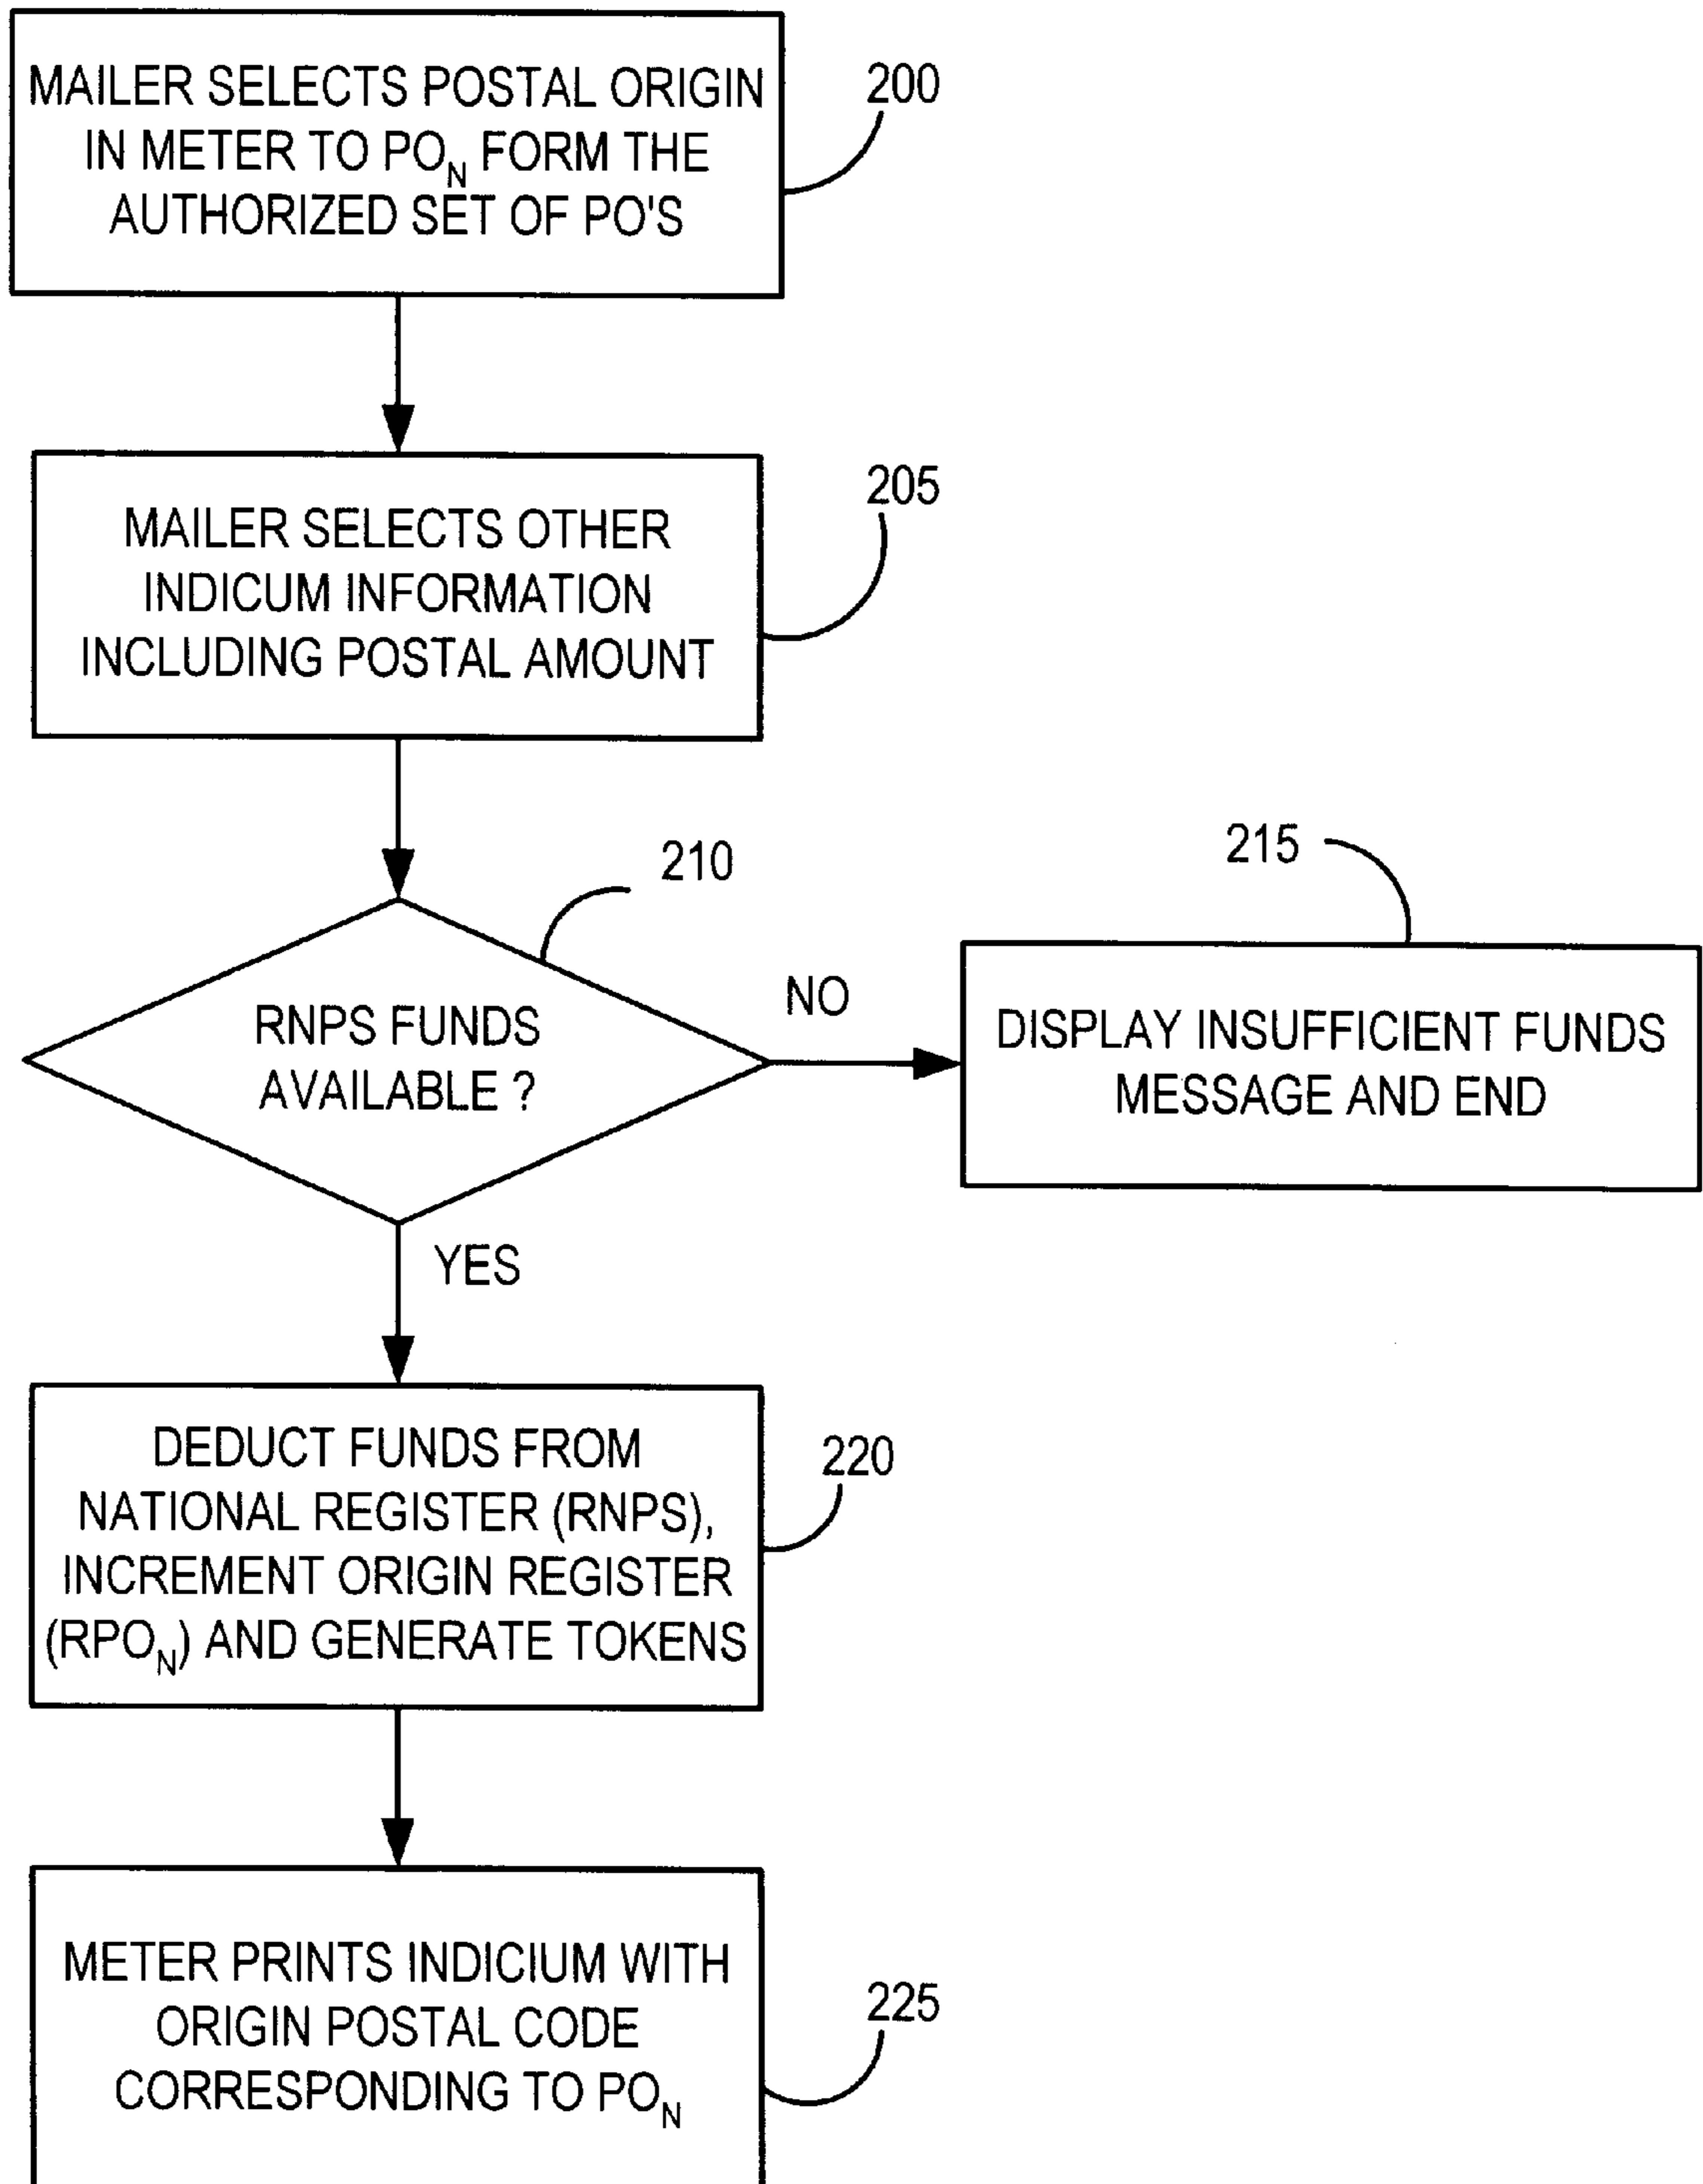 MAILER SELECTS POSTAL ORIGIN
IN METER TO PO_N FORM THE
AUTHORIZED SET OF PO'S
200
MAILER SELECTS OTHER
INDICUM INFORMATION
INCLUDING POSTAL AMOUNT
205
RNPS FUNDS
AVAILABLE ?
210
NO
215
DISPLAY INSUFFICIENT FUNDS
MESSAGE AND END
YES
DEDUCT FUNDS FROM
NATIONAL REGISTER (RNPS),
INCREMENT ORIGIN REGISTER
(RPO_N) AND GENERATE TOKENS
220
METER PRINTS INDICIUM WITH
ORIGIN POSTAL CODE
CORRESPONDING TO PO_N
225